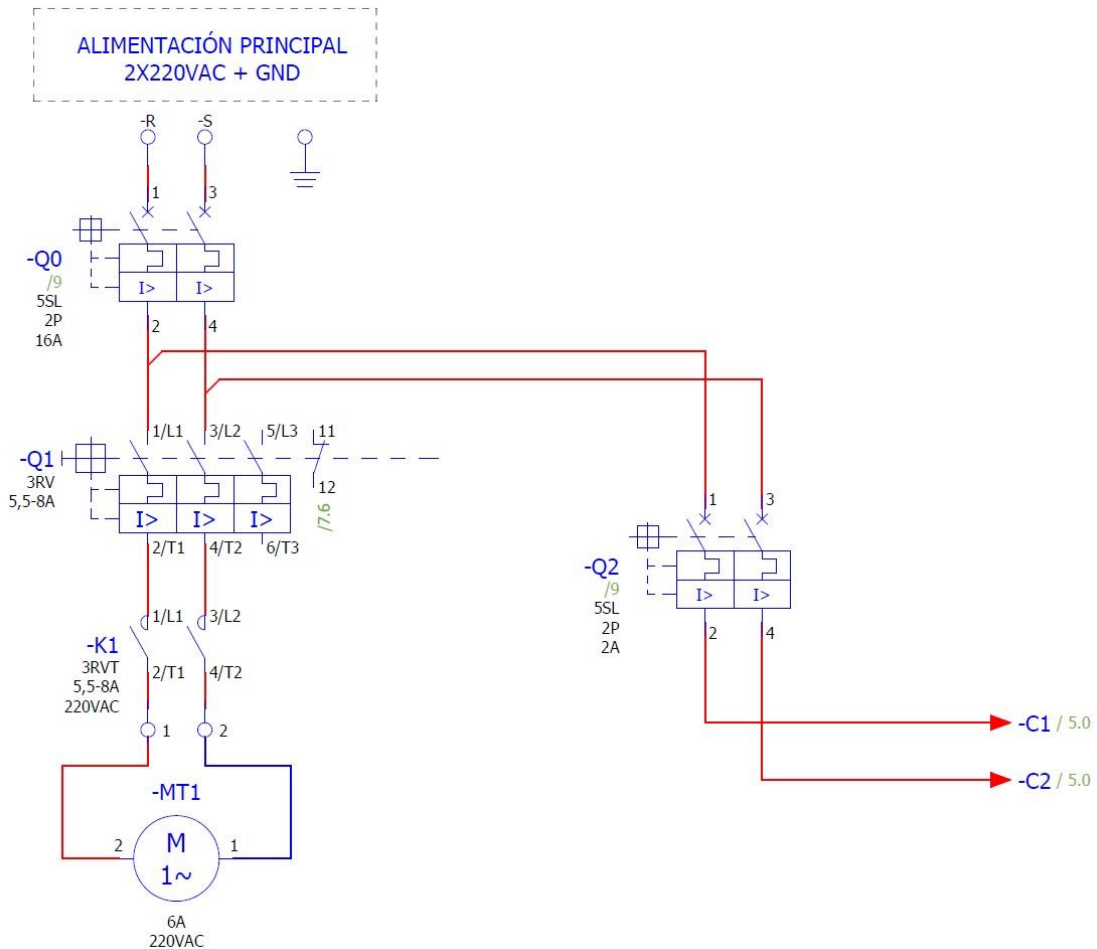 ALIMENTACIÓN PRINCIPAL
2X220VAC + GND
-R
-S
1
3
-Q0
/9
5SL
2P
16A
I>
I>
2
4
1/L1
3/L2
5/L3
11
-Q1
3RV
5,5-8A
12
/7.6
I>
I>
I>
2/T1
4/T2
6/T3
1
3
-Q2
/9
5SL
2P
2A
I>
I>
2
4
1/L1
3/L2
-K1
3RVT
5,5-8A
220VAC
2/T1
4/T2
1
2
-C1 / 5.0
-C2 / 5.0
-MT1
2
M
1~
1
6A
220VAC